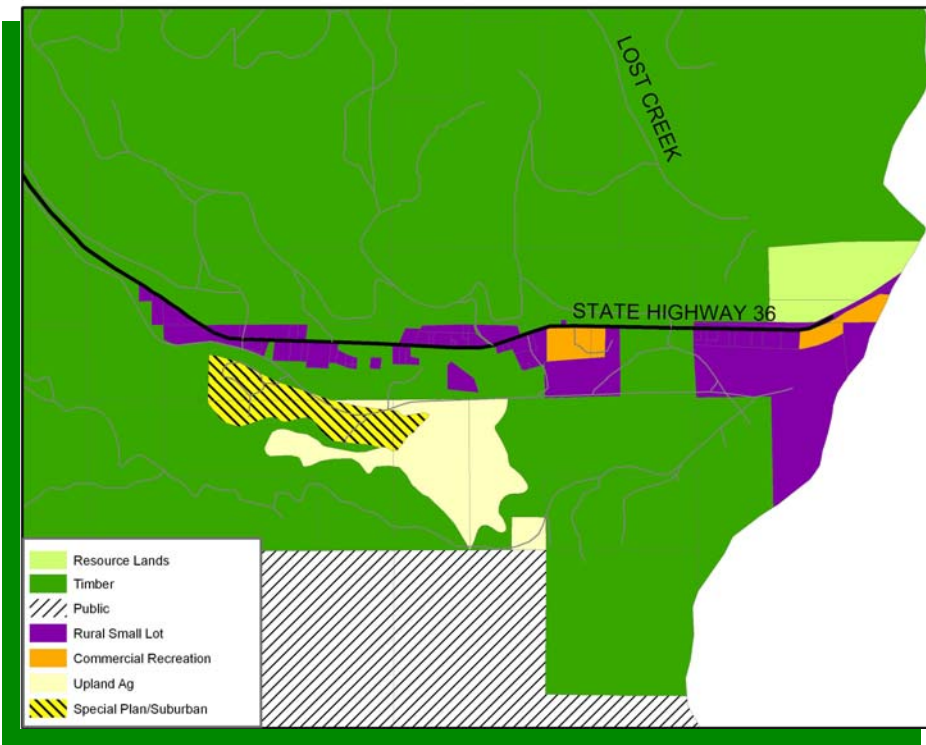 LOST CREEK
STATE HIGHWAY 36
Resource Lands
Timber
Public
Rural Small Lot
Commercial Recreation
Upland Ag
Special Plan/Suburban